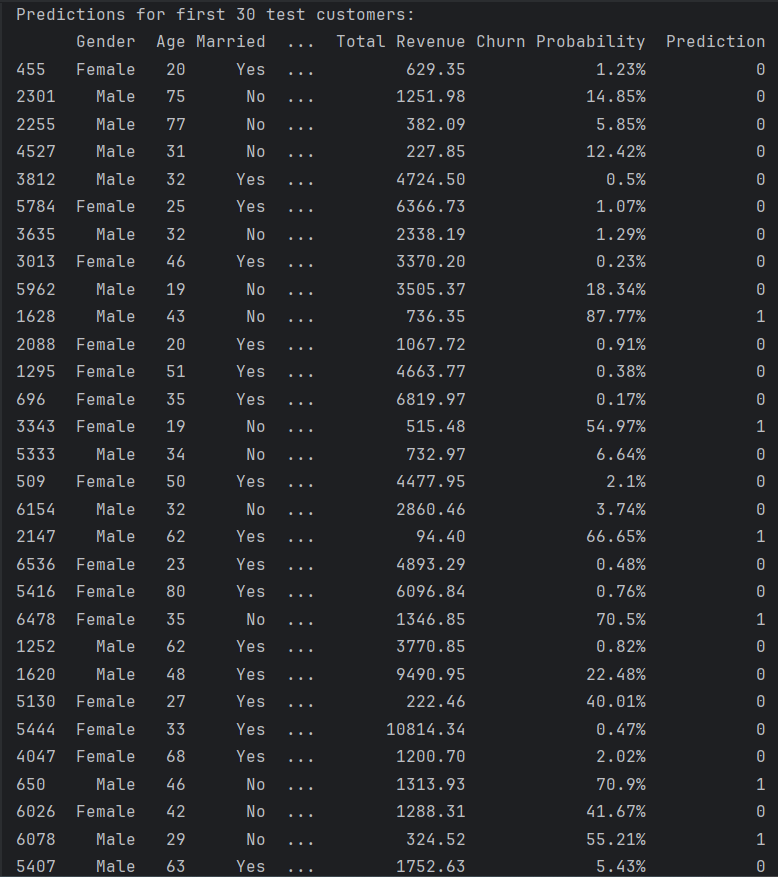 Predictions for first 30 test customers:
Gender Age Married ... Total Revenue Churn Probability Prediction
455 Female 20 Yes ... 629.35 1.23% 0
2301 Male 75 No ... 1251.98 14.85% 0
2255 Male 77 No ... 382.09 5.85% 0
4527 Male 31 No ... 227.85 12.42% 0
3812 Male 32 Yes ... 4724.50 0.5% 0
5784 Female 25 Yes ... 6366.73 1.07% 0
3635 Male 32 No ... 2338.19 1.29% 0
3013 Female 46 Yes ... 3370.20 0.23% 0
5962 Male 19 No ... 3505.37 18.34% 0
1628 Male 43 No ... 736.35 87.77% 1
2088 Female 20 Yes ... 1067.72 0.91% 0
1295 Female 51 Yes ... 4663.77 0.38% 0
696 Female 35 Yes ... 6819.97 0.17% 0
3343 Female 19 No ... 515.48 54.97% 1
5333 Male 34 No ... 732.97 6.64% 0
509 Female 50 Yes ... 4477.95 2.1% 0
6154 Male 32 No ... 2860.46 3.74% 0
2147 Male 62 Yes ... 94.40 66.65% 1
6536 Female 23 Yes ... 4893.29 0.48% 0
5416 Female 80 Yes ... 6096.84 0.76% 0
6478 Female 35 No ... 1346.85 70.5% 1
1252 Male 62 Yes ... 3770.85 0.82% 0
1620 Male 48 Yes ... 9490.95 22.48% 0
5130 Female 27 Yes ... 222.46 40.01% 0
5444 Female 33 Yes ... 10814.34 0.47% 0
4047 Female 68 Yes ... 1200.70 2.02% 0
650 Male 46 No ... 1313.93 70.9% 1
6026 Female 42 No ... 1288.31 41.67% 0
6078 Male 29 No ... 324.52 55.21% 1
5407 Male 63 Yes ... 1752.63 5.43% 0